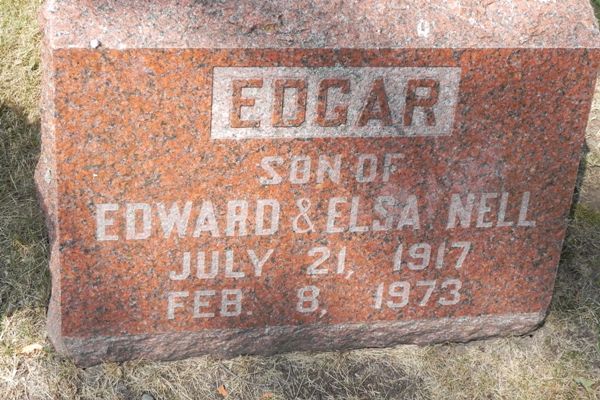 EDGAR
SON OF
EDWARD & ELSA NELL
JULY 21, 1917
FEB. 8, 1973